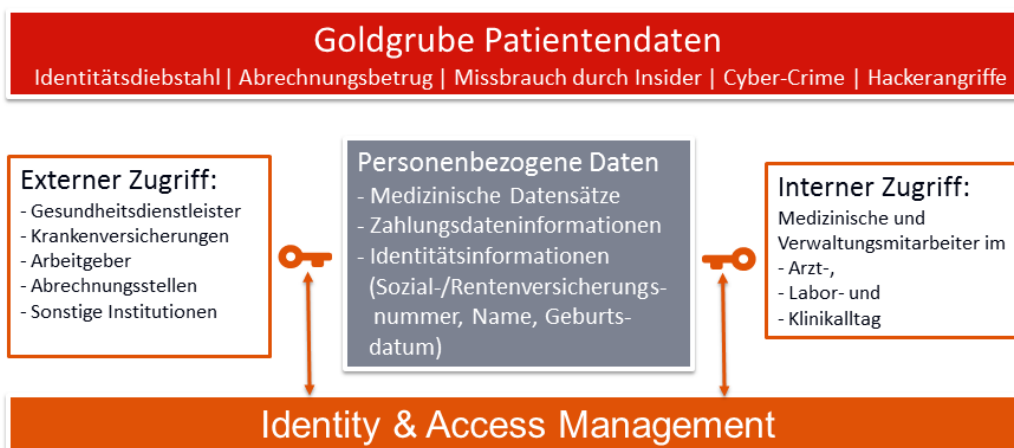 Goldgrube Patientendaten
Identitätsdiebstahl | Abrechnungsbetrug | Missbrauch durch Insider | Cyber-Crime | Hackerangriffe
Externer Zugriff:
- Gesundheitsdienstleister
- Krankenversicherungen
- Arbeitgeber
- Abrechnungsstellen
- Sonstige Institutionen
Personenbezogene Daten
- Medizinische Datensätze
- Zahlungsdateninformationen
- Identitätsinformationen
(Sozial-/Rentenversicherungs-
nummer, Name, Geburts-
datum)
Interner Zugriff:
Medizinische und
Verwaltungsmitarbeiter im
- Arzt-,
- Labor- und
- Klinikalltag
Identity & Access Management